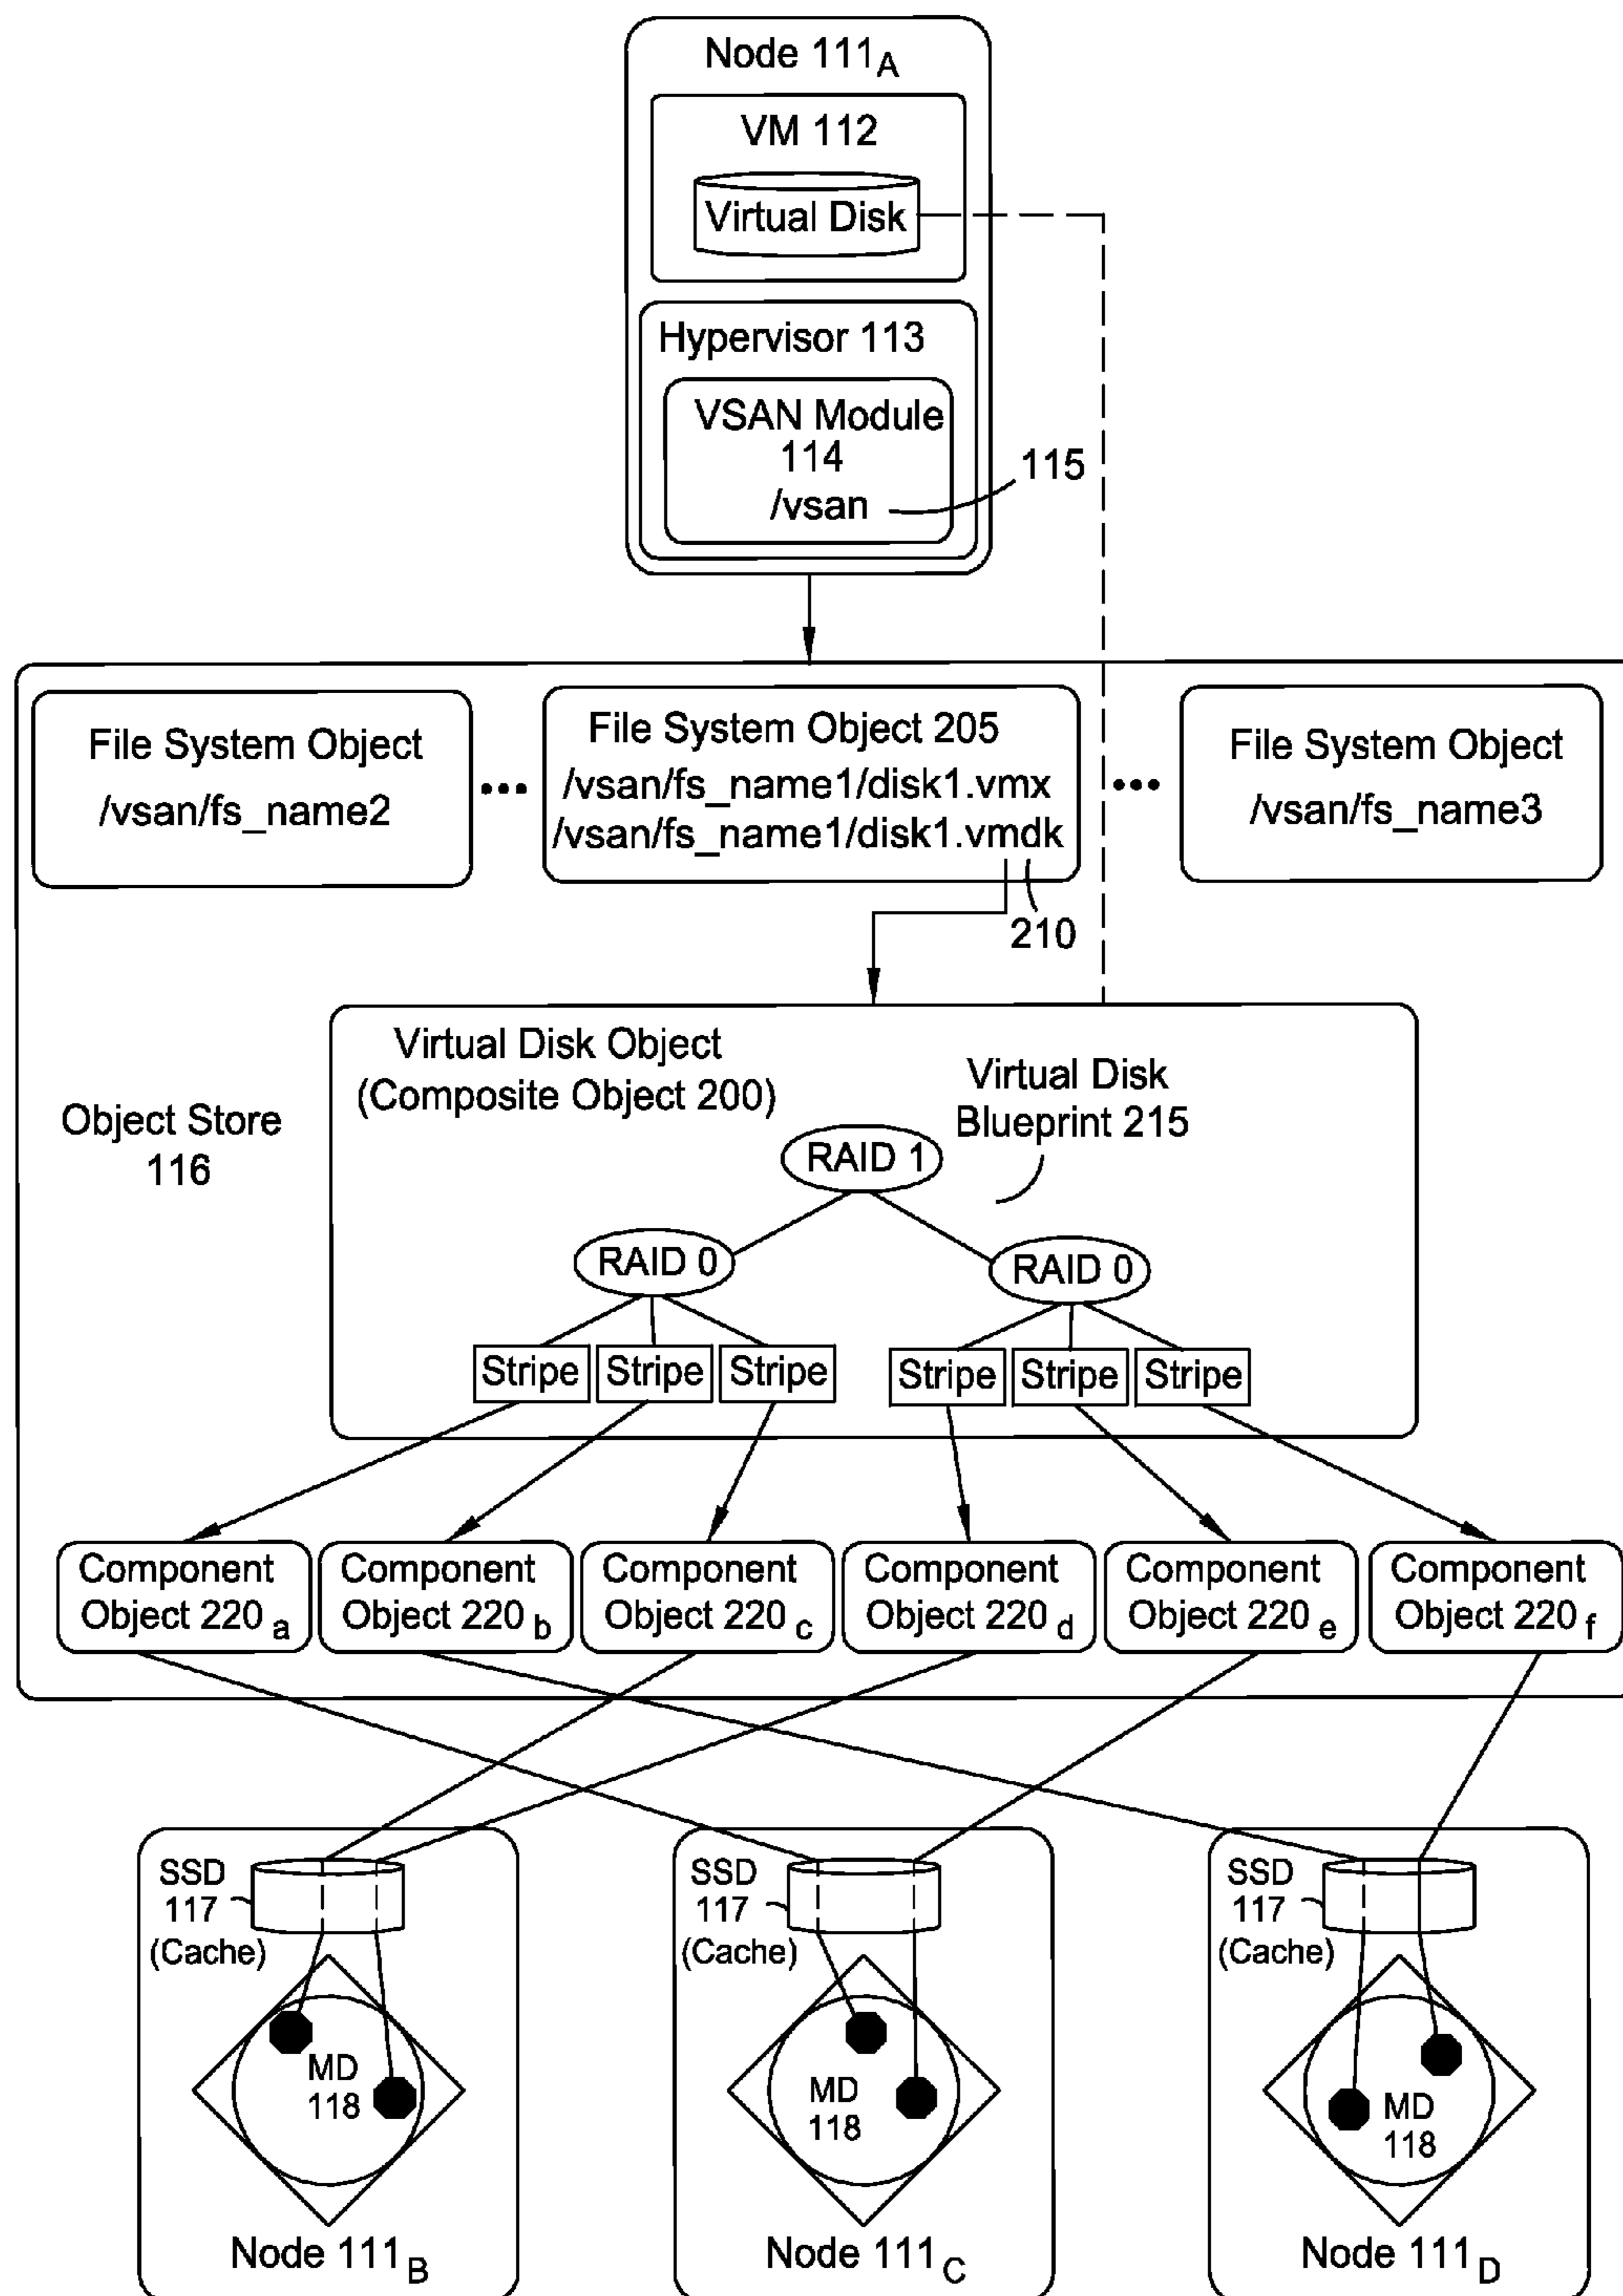 Node 111A
VM 112
Virtual Disk
Hypervisor 113
VSAN Module
114
/vsan
115
File System Object
/vsan/fs_name2
•••
File System Object 205
/vsan/fs_name1/disk1.vmx
/vsan/fs_name1/disk1.vmdk
•••
File System Object
/vsan/fs_name3
210
Object Store
116
Virtual Disk Object
(Composite Object 200)
Virtual Disk
Blueprint 215
RAID 1
RAID 0
RAID 0
Stripe
Stripe
Stripe
Stripe
Stripe
Stripe
Component
Object 220 a
Component
Object 220 b
Component
Object 220 c
Component
Object 220 d
Component
Object 220 e
Component
Object 220 f
SSD
117
(Cache)
MD
118
Node 111B
SSD
117
(Cache)
MD
118
Node 111C
SSD
117
(Cache)
MD
118
Node 111D